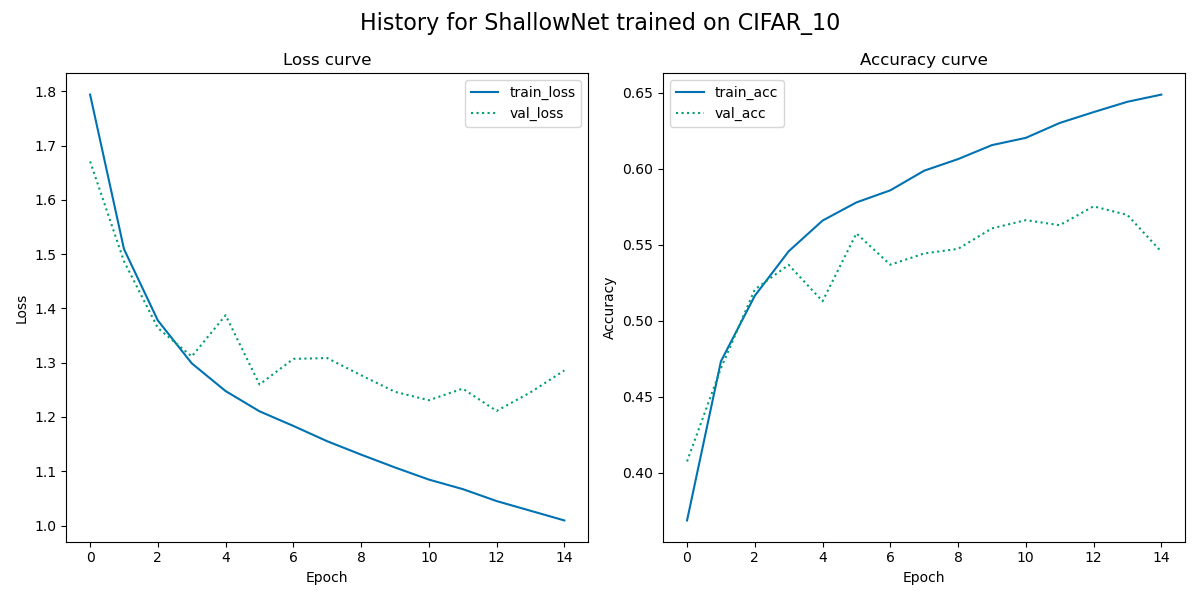 History for ShallowNet trained on CIFAR_10
Loss curve
train_loss
val_loss
1.8
1.7
1.6
1.5
1.4
1.3
1.2
1.1
1.0
Loss
0 2 4 6 8 10 12 14
Epoch
Accuracy curve
train_acc
val_acc
0.65
0.60
0.55
0.50
0.45
0.40
Accuracy
0 2 4 6 8 10 12 14
Epoch